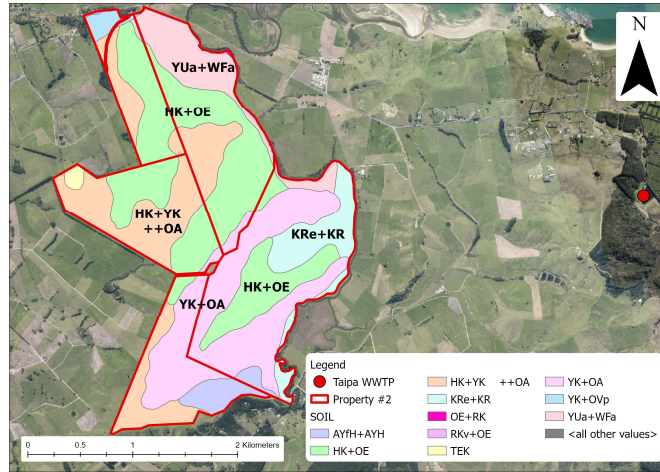 N
YUa+WFa
HK+OE
HK+YK
++OA
KRe+KR
HK+OE
YK+OA
Legend
Taipa WWTP
Property #2
SOIL
AYfH+AYH
HK+OE
HK+YK ++OA
KRe+KR
OE+RK
RKv+OE
TEK
YK+OA
YK+OVp
YUa+WFa
<all other values>
0 0.5 1 2 Kilometers